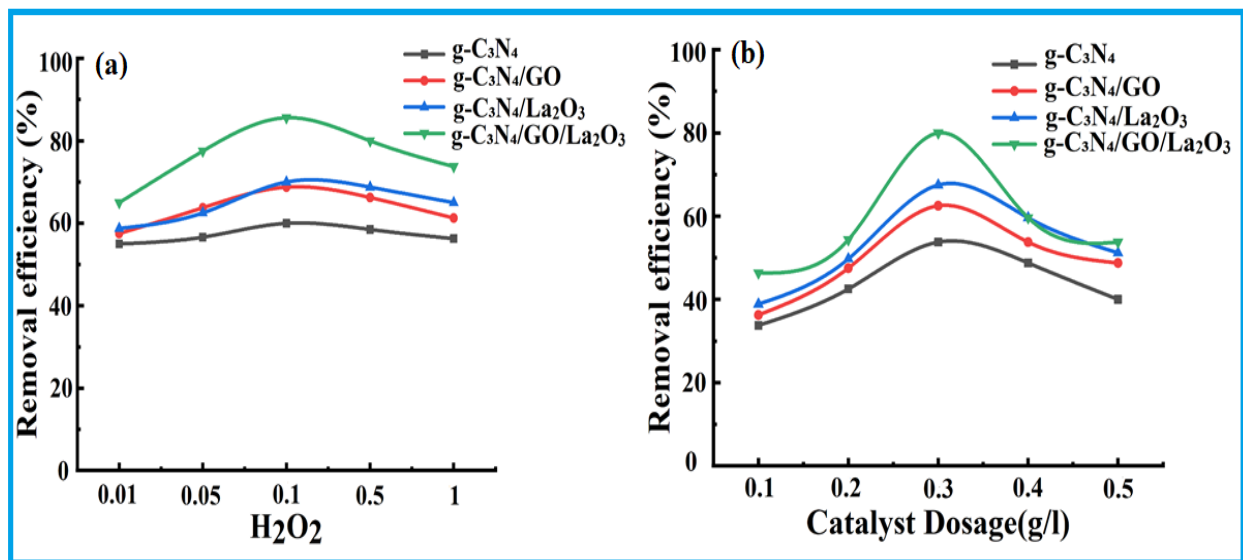 (a)
g-C₃N₄
g-C₃N₄/GO
g-C₃N₄/La₂O₃
g-C₃N₄/GO/La₂O₃
Removal efficiency (%)
100
80
60
40
20
0
0.01 0.05 0.1 0.5 1
H₂O₂
(b)
g-C₃N₄
g-C₃N₄/GO
g-C₃N₄/La₂O₃
g-C₃N₄/GO/La₂O₃
Removal efficiency (%)
100
80
60
40
20
0
0.1 0.2 0.3 0.4 0.5
Catalyst Dosage(g/l)